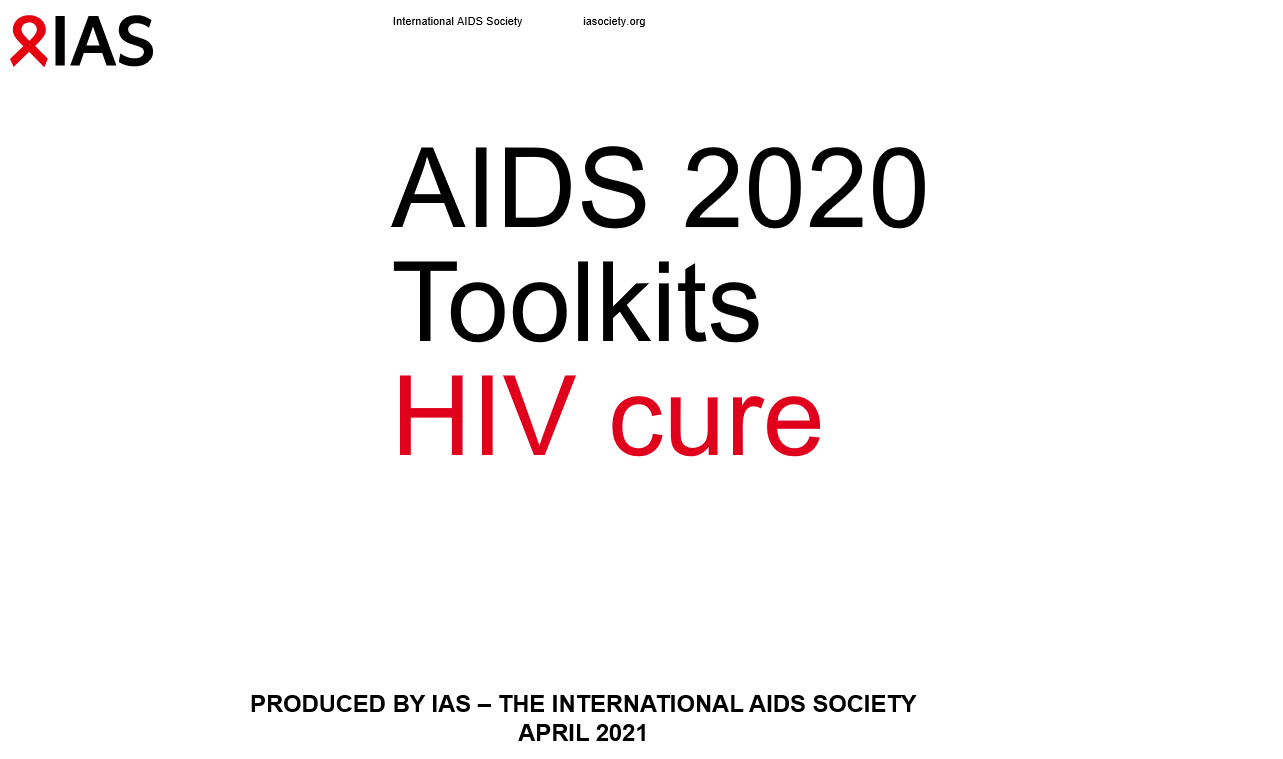 IAS
International AIDS Society iasociety.org
AIDS 2020
Toolkits
HIV cure
PRODUCED BY IAS – THE INTERNATIONAL AIDS SOCIETY
APRIL 2021